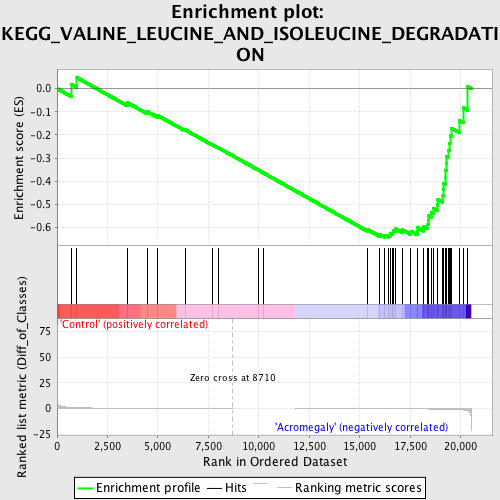 Enrichment plot:
KEGG_VALINE_LEUCINE_AND_ISOLEUCINE_DEGRADATI
ON
Enrichment score (ES)
0.0
-0.1
-0.2
-0.3
-0.4
-0.5
-0.6
'Control' (positively correlated)
Ranked list metric (Diff_of_Classes)
75
50
25
0
-25
Zero cross at 8710
'Acromegaly' (negatively correlated)
0 2,500 5,000 7,500 10,000 12,500 15,000 17,500 20,000
Rank in Ordered Dataset
Enrichment profile Hits Ranking metric scores